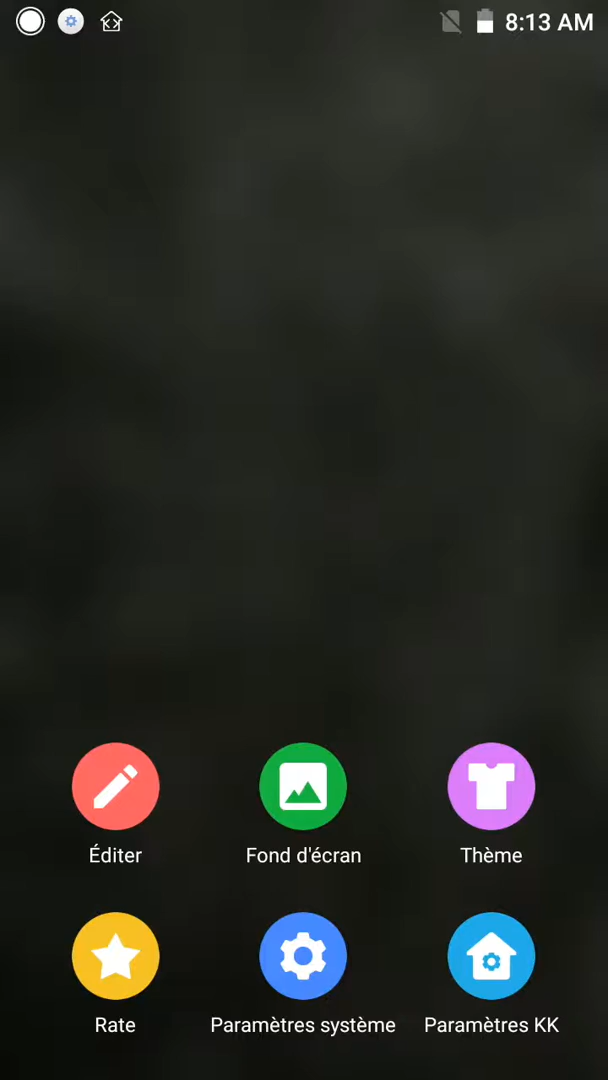 8:13 AM
Éditer
Fond d'écran
Thème
Rate
Paramètres système
Paramètres KK